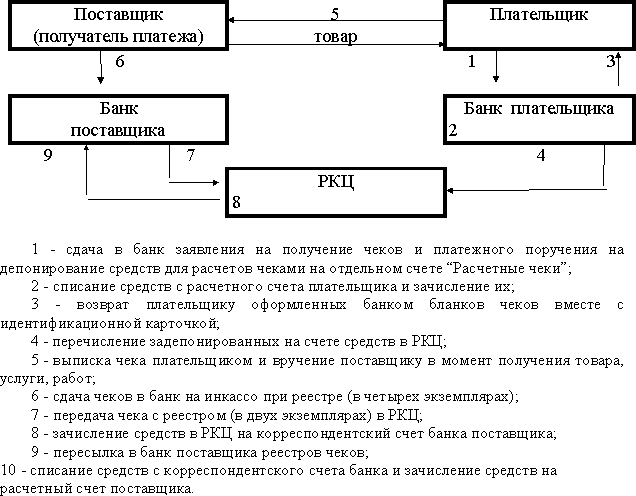 Поставщик
(получатель платежа)
5
товар
Плательщик
6
1
3
Банк
поставщика
Банк плательщика
2
9
7
4
РКЦ
8
1 - сдача в банк заявления на получение чеков и платежного поручения на
депонирование средств для расчетов чеками на отдельном счете “Расчетные чеки”;
2 - списание средств с расчетного счета плательщика и зачисление их;
3 - возврат плательщику оформленных банком бланков чеков вместе с
идентификационной карточкой;
4 - перечисление задепонированных на счете средств в РКЦ;
5 - выписка чека плательщиком и вручение поставщику в момент получения товара,
услуги, работ;
6 - сдача чеков в банк на инкассо при реестре (в четырех экземплярах);
7 - передача чека с реестром (в двух экземплярах) в РКЦ;
8 - зачисление средств в РКЦ на корреспондентский счет банка поставщика;
9 - пересылка в банк поставщика реестров чеков;
10 - списание средств с корреспондентского счета банка и зачисление средств на
расчетный счет поставщика.